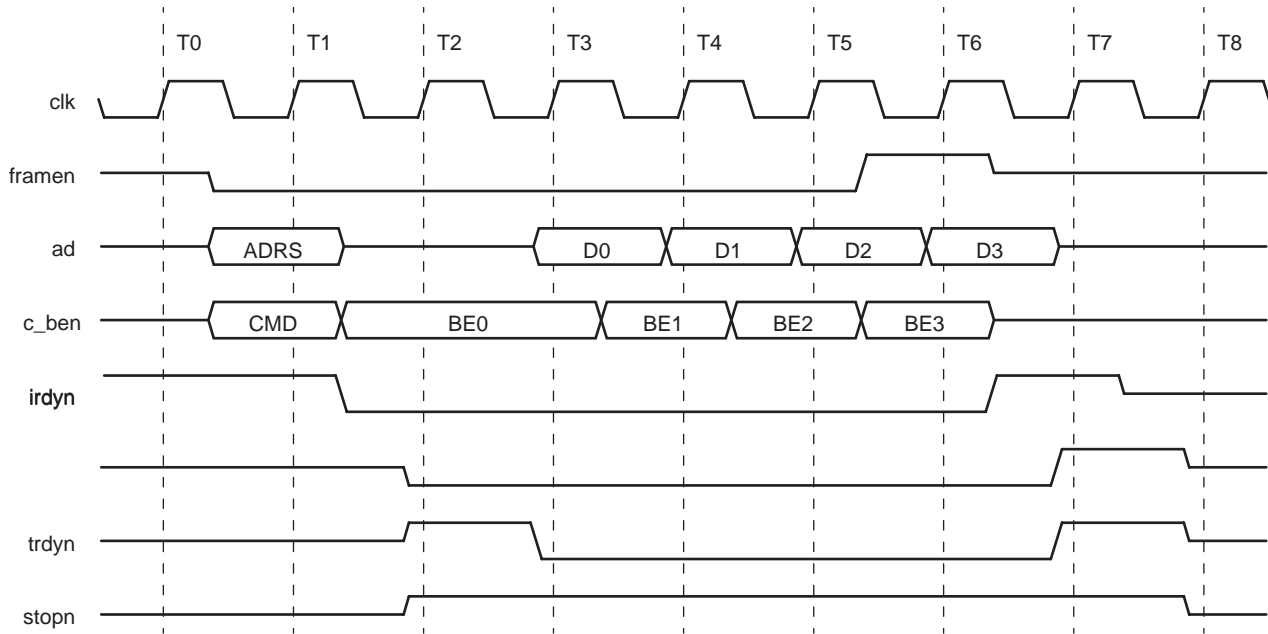 T0 T1 T2 T3 T4 T5 T6 T7 T8
clk
framen
ad ADRS D0 D1 D2 D3
c_ben CMD BE0 BE1 BE2 BE3
irdyn
trdyn
stopn